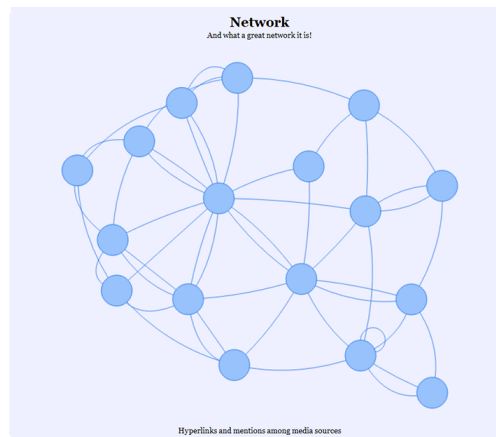 Network
And what a great network it is!
Hyperlinks and mentions among media sources